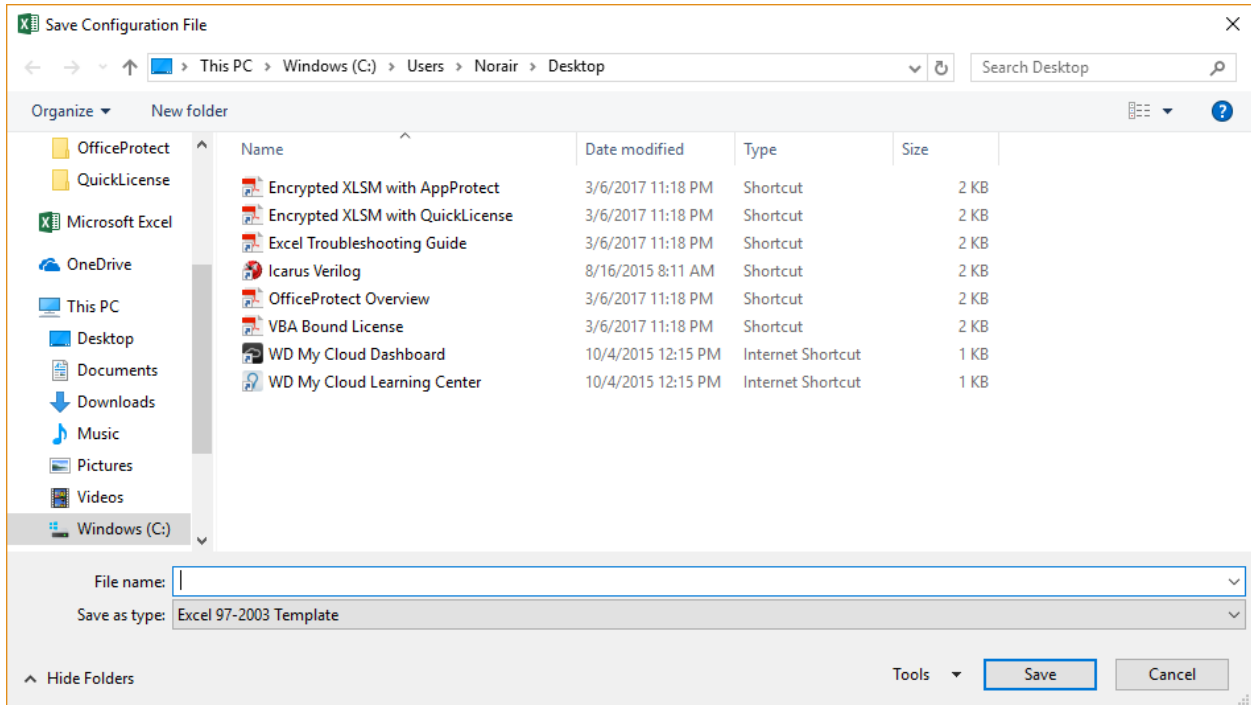 Save Configuration File
This PC > Windows (C:) > Users > Norair > Desktop
Search Desktop
Organize
New folder
OfficeProtect
QuickLicense
Microsoft Excel
OneDrive
This PC
Desktop
Documents
Downloads
Music
Pictures
Videos
Windows (C:)
Name Date modified Type Size
Encrypted XLSM with AppProtect 3/6/2017 11:18 PM Shortcut 2 KB
Encrypted XLSM with QuickLicense 3/6/2017 11:18 PM Shortcut 2 KB
Excel Troubleshooting Guide 3/6/2017 11:18 PM Shortcut 2 KB
Icarus Verilog 8/16/2015 8:11 AM Shortcut 2 KB
OfficeProtect Overview 3/6/2017 11:18 PM Shortcut 2 KB
VBA Bound License 3/6/2017 11:18 PM Shortcut 2 KB
WD My Cloud Dashboard 10/4/2015 12:15 PM Internet Shortcut 1 KB
WD My Cloud Learning Center 10/4/2015 12:15 PM Internet Shortcut 1 KB
File name:
Save as type: Excel 97-2003 Template
Hide Folders
Tools
Save
Cancel